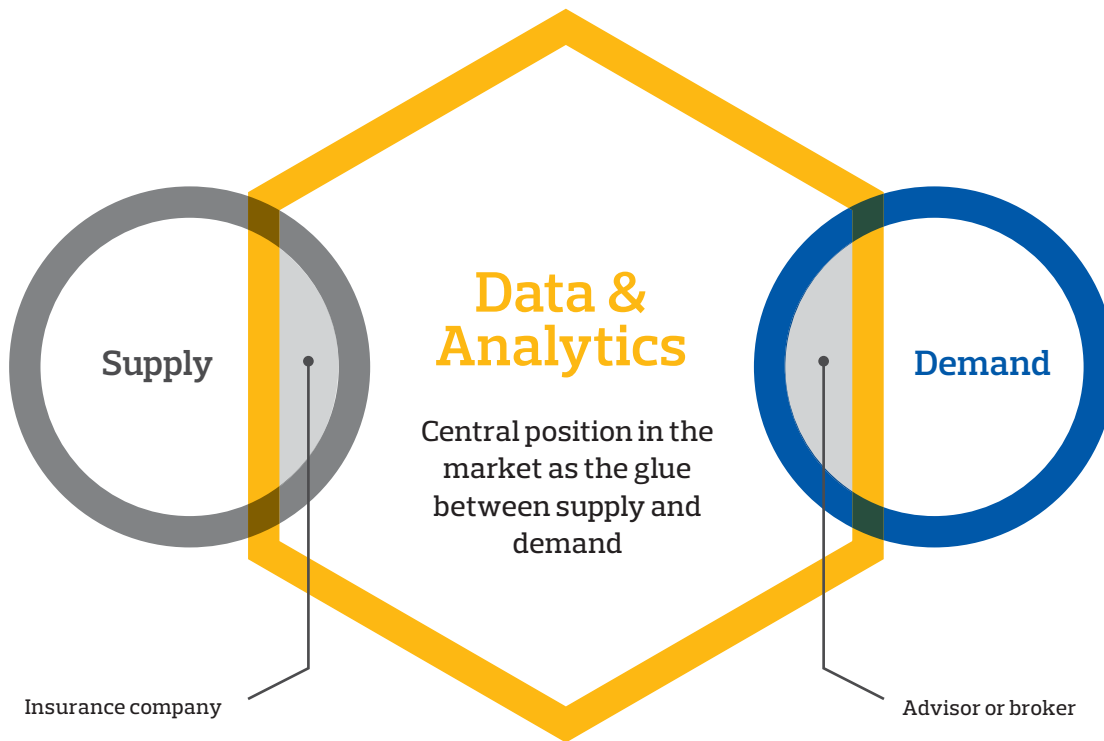 Data &
Analytics
Supply
Demand
Central position in the
market as the glue
between supply and
demand
Insurance company
Advisor or broker